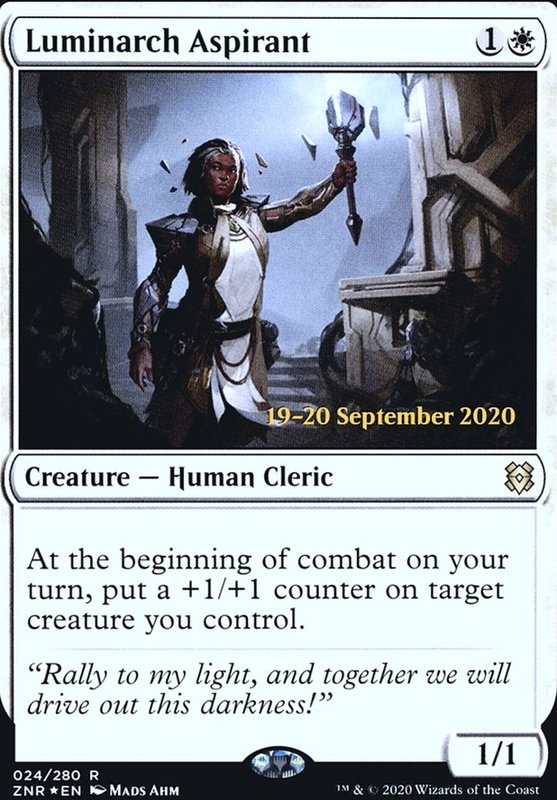 Luminarch Aspirant 1
19-20 September 2020
Creature — Human Cleric
At the beginning of combat on your
turn, put a +1/+1 counter on target
creature you control.
“Rally to my light, and together we will
drive out this darkness!”
1/1
024/280 R
ZNR ★ EN Mads Ahm
™ & © 2020 Wizards of the Coast